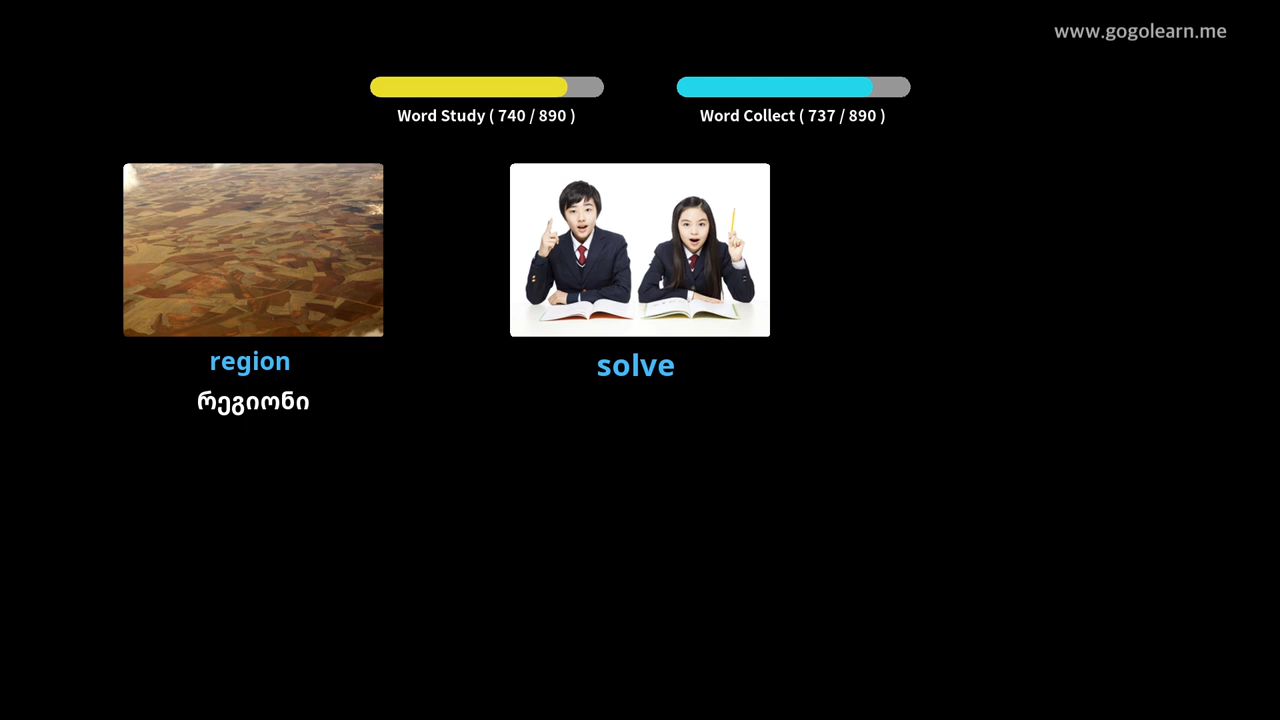 www.gogolearn.me
Word Study ( 740 / 890 )
Word Collect ( 737 / 890 )
region
რეგიონი
solve